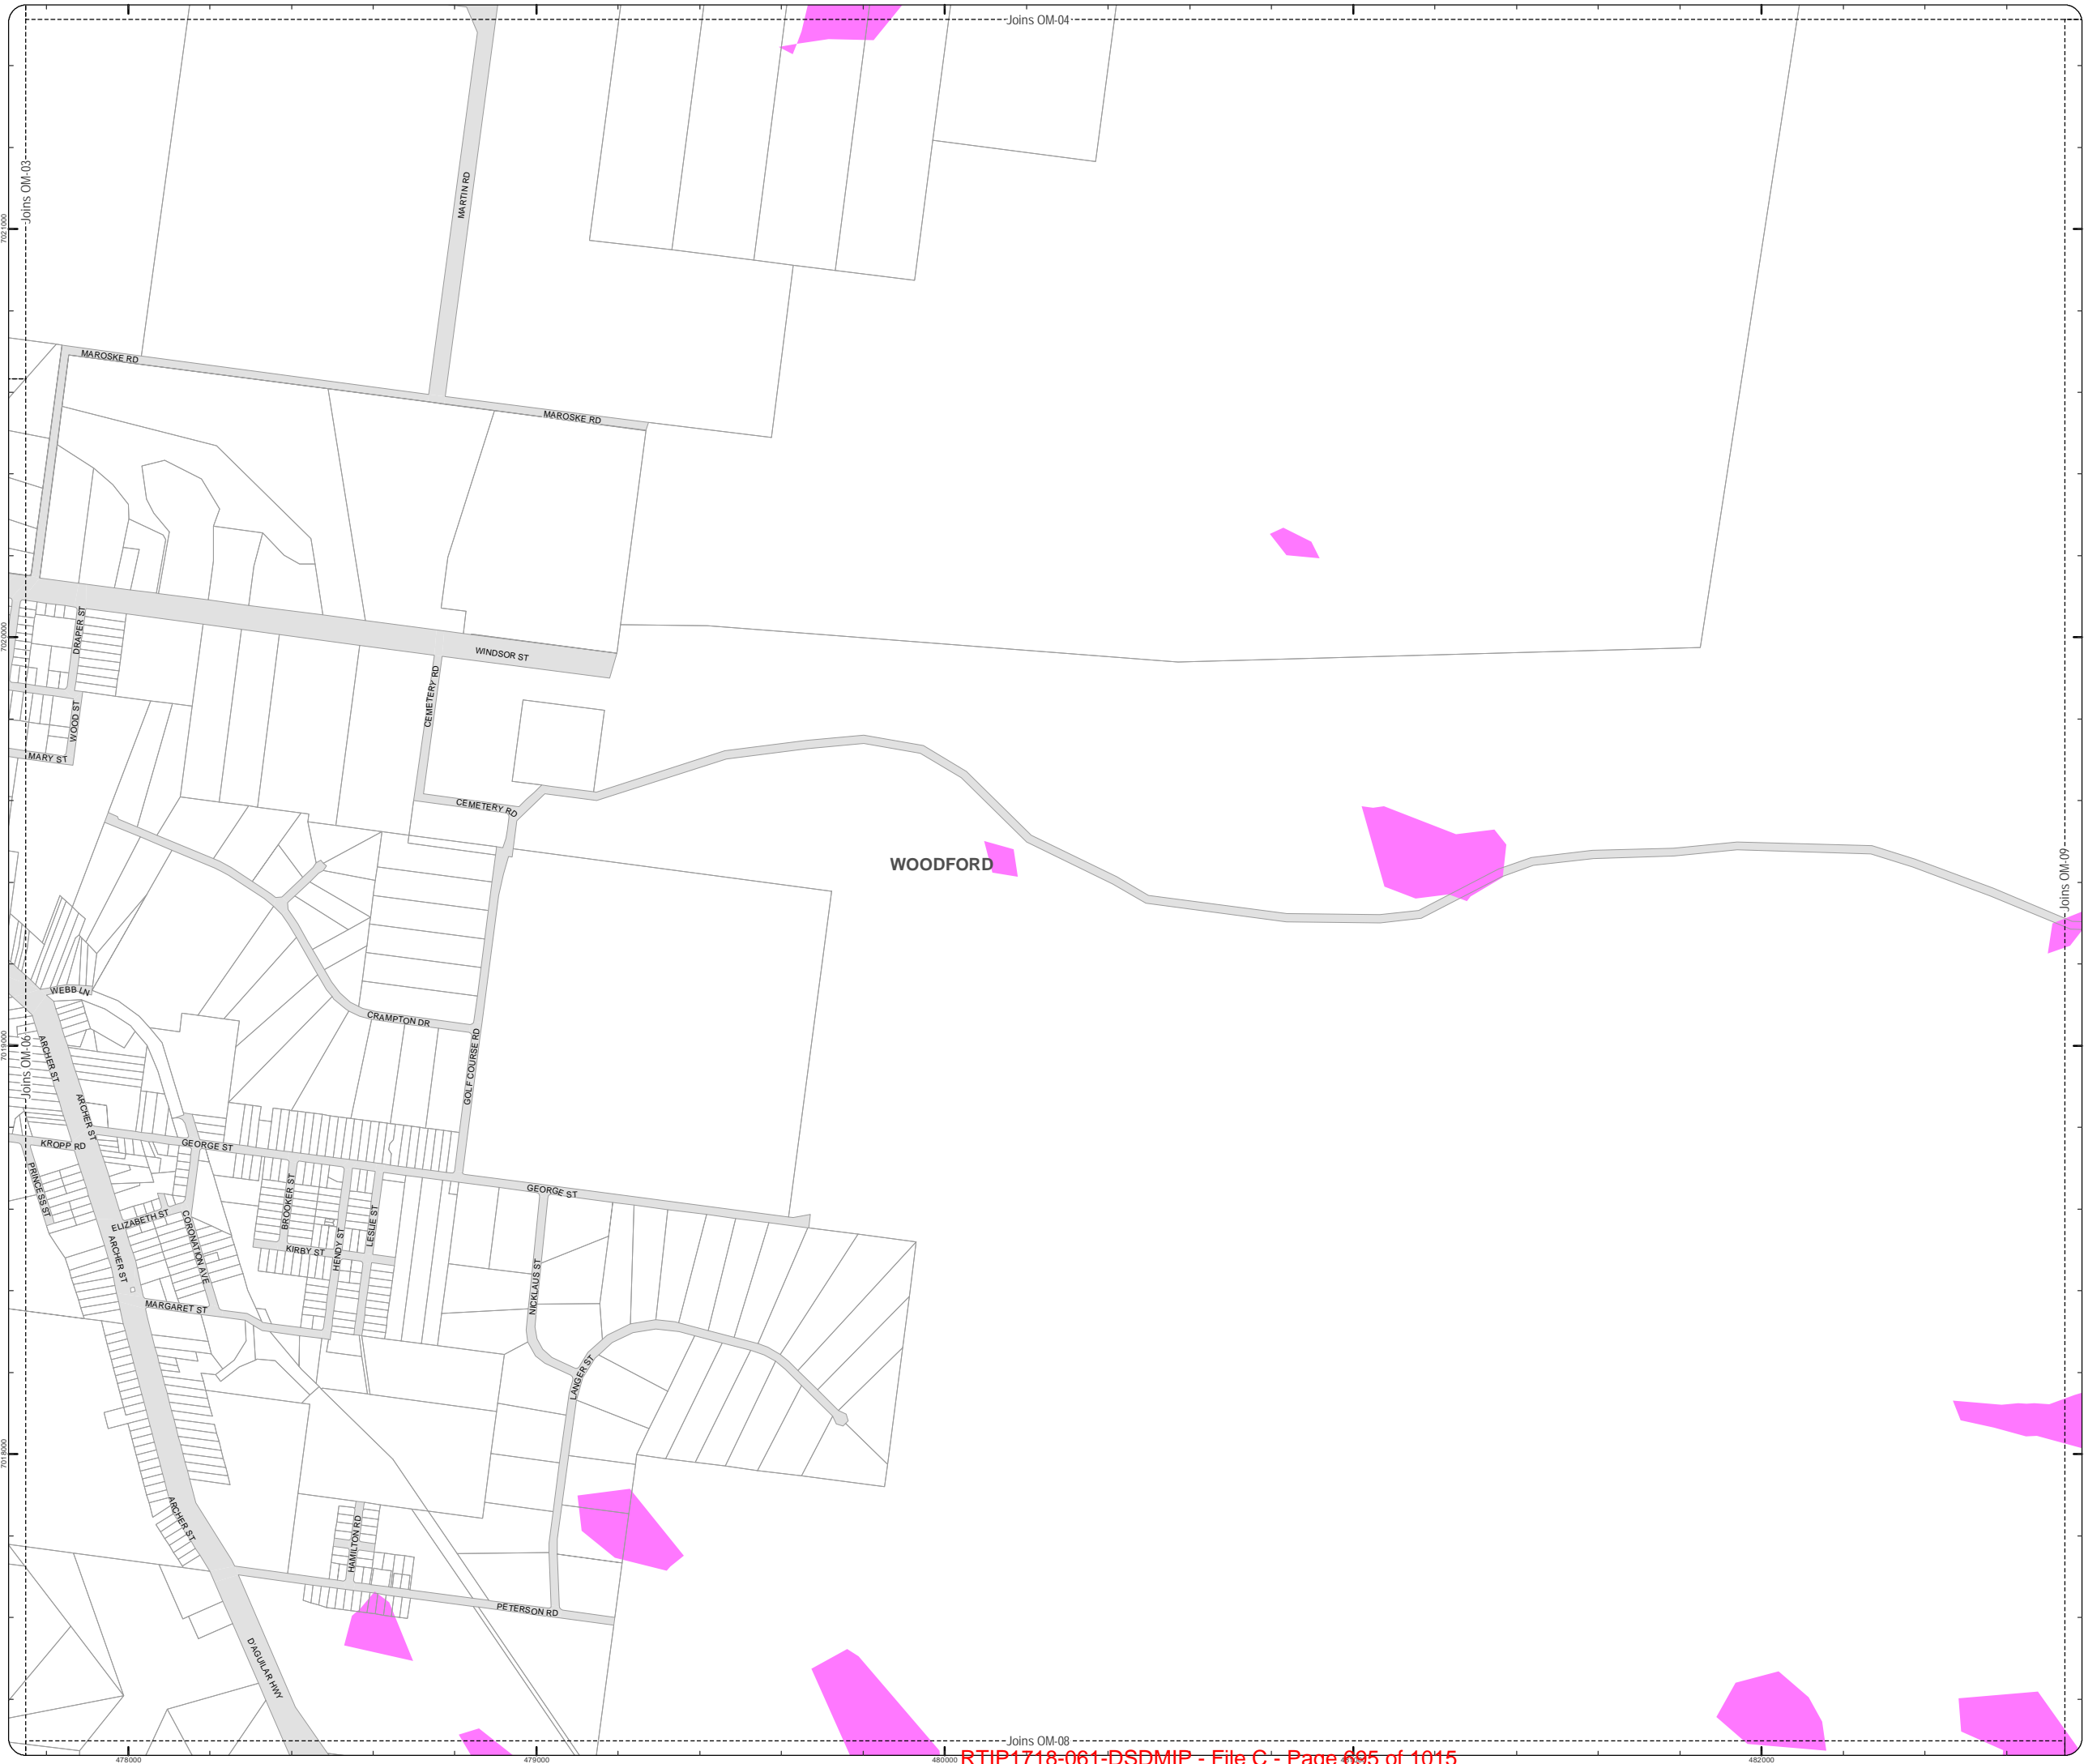 Joins OM-04
Joins OM-03
7021000
MARTIN RD
MAROSKE RD
MAROSKE RD
7020000
DRAPER ST
WINDSOR ST
CEMETERY RD
WOOD ST
MARY ST
CEMETERY RD
WOODFORD
Joins OM-09
WEBB LN
CRAMPTON DR
7019000
Joins OM-06
ARCHER ST
GOLF COURSE RD
ARCHER ST
KROPP RD
GEORGE ST
PRINCESS ST
GEORGE ST
BROOKER ST
ELIZABETH ST
CORONATION AVE
LESLIE ST
HENDY ST
KIRBY ST
ARCHER ST
NICKLAUS ST
MARGARET ST
LANGER ST
7018000
ARCHER ST
HAMILTON RD
PETERSON RD
D'AGUILAR HWY
Joins OM-08
478000
479000
480000
482000
RTIP1718-061-DSDMIP - File C - Page 695 of 1015